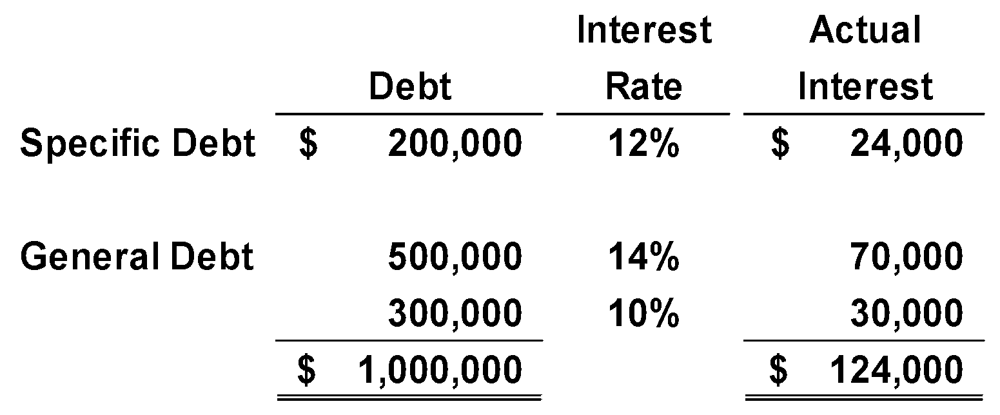 Interest Actual
Debt Rate Interest
Specific Debt $ 200,000 12% $ 24,000
General Debt 500,000 14% 70,000
300,000 10% 30,000
$ 1,000,000 $ 124,000